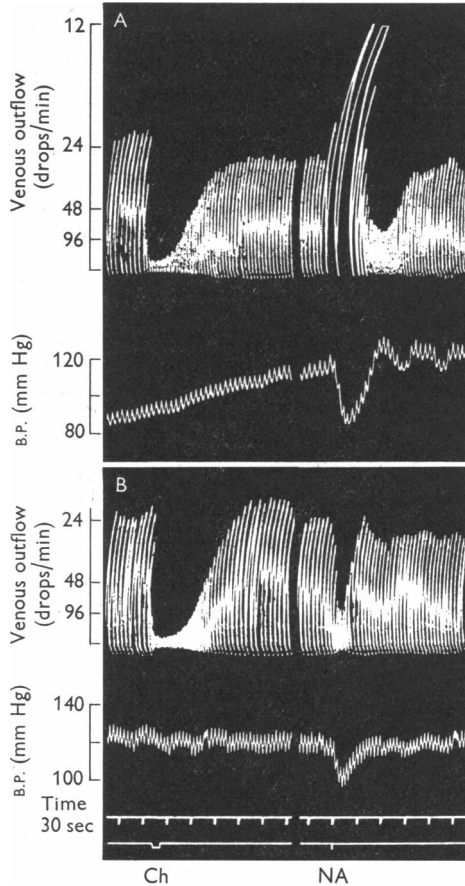 A
12
24
48
96
Venous outflow
(drops/min)
120
80
B.P. (mm Hg)
B
24
48
96
Venous outflow
(drops/min)
140
100
B.P. (mm Hg)
Time
30 sec
Ch NA